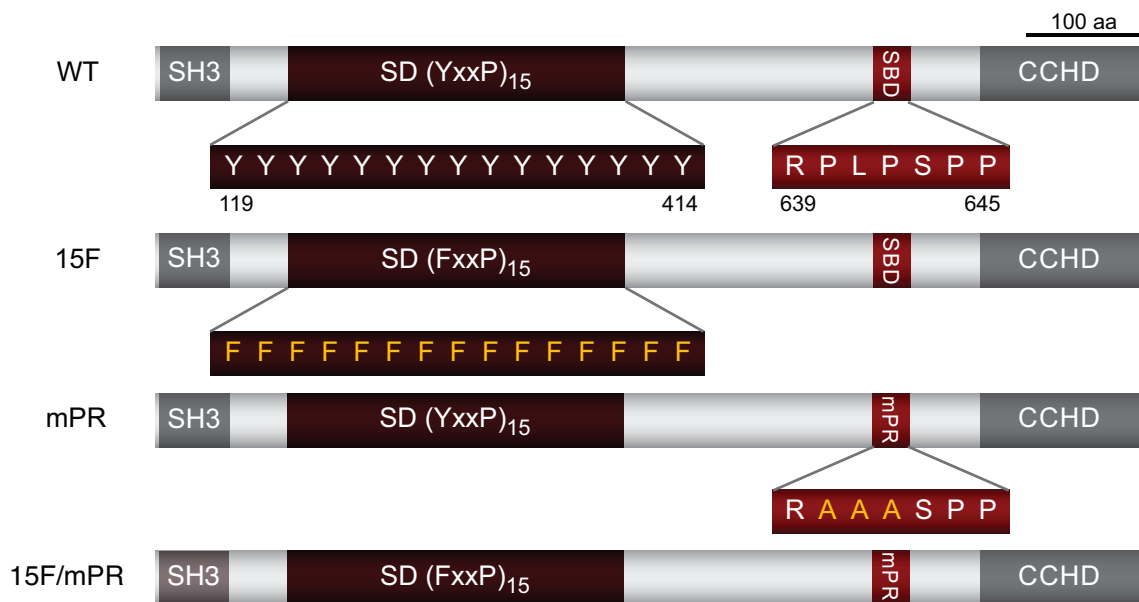 100 aa
WT SH3 SD (YxxP)15 SBD CCHD
Y Y Y Y Y Y Y Y Y Y Y Y Y Y Y R P L P S P P
119 414 639 645
15F SH3 SD (FxxP)15 SBD CCHD
F F F F F F F F F F F F F F F
mPR SH3 SD (YxxP)15 mPR CCHD
R A A A S P P
15F/mPR SH3 SD (FxxP)15 mPR CCHD